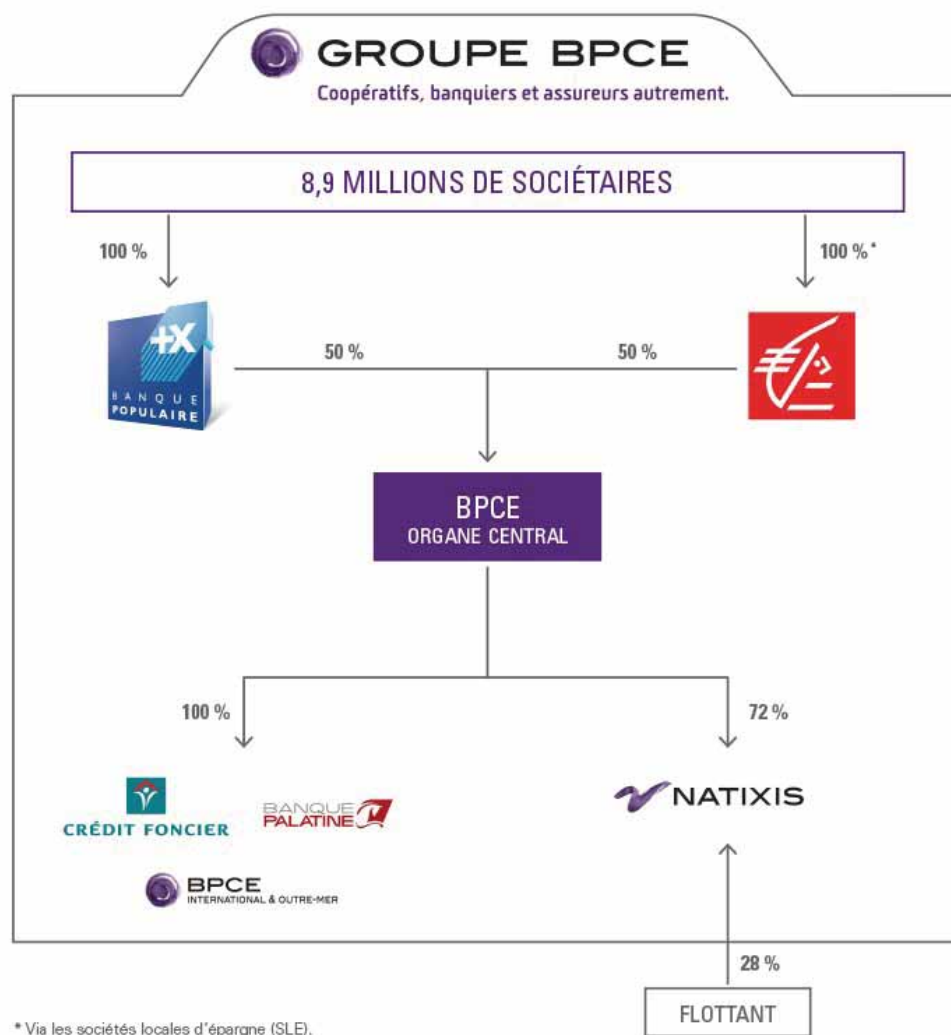 GROUPE BPCE
Coopératifs, banquiers et assureurs autrement.
8,9 MILLIONS DE SOCIÉTAIRES
100 %
100 % *
+X
BANQUE
POPULAIRE
50 %
50 %
BPCE
ORGANE CENTRAL
100 %
72 %
CRÉDIT FONCIER
BANQUE
PALATINE
NATIXIS
BPCE
INTERNATIONAL & OUTRE-MER
28 %
FLOTTANT
* Via les sociétés locales d'épargne (SLE).